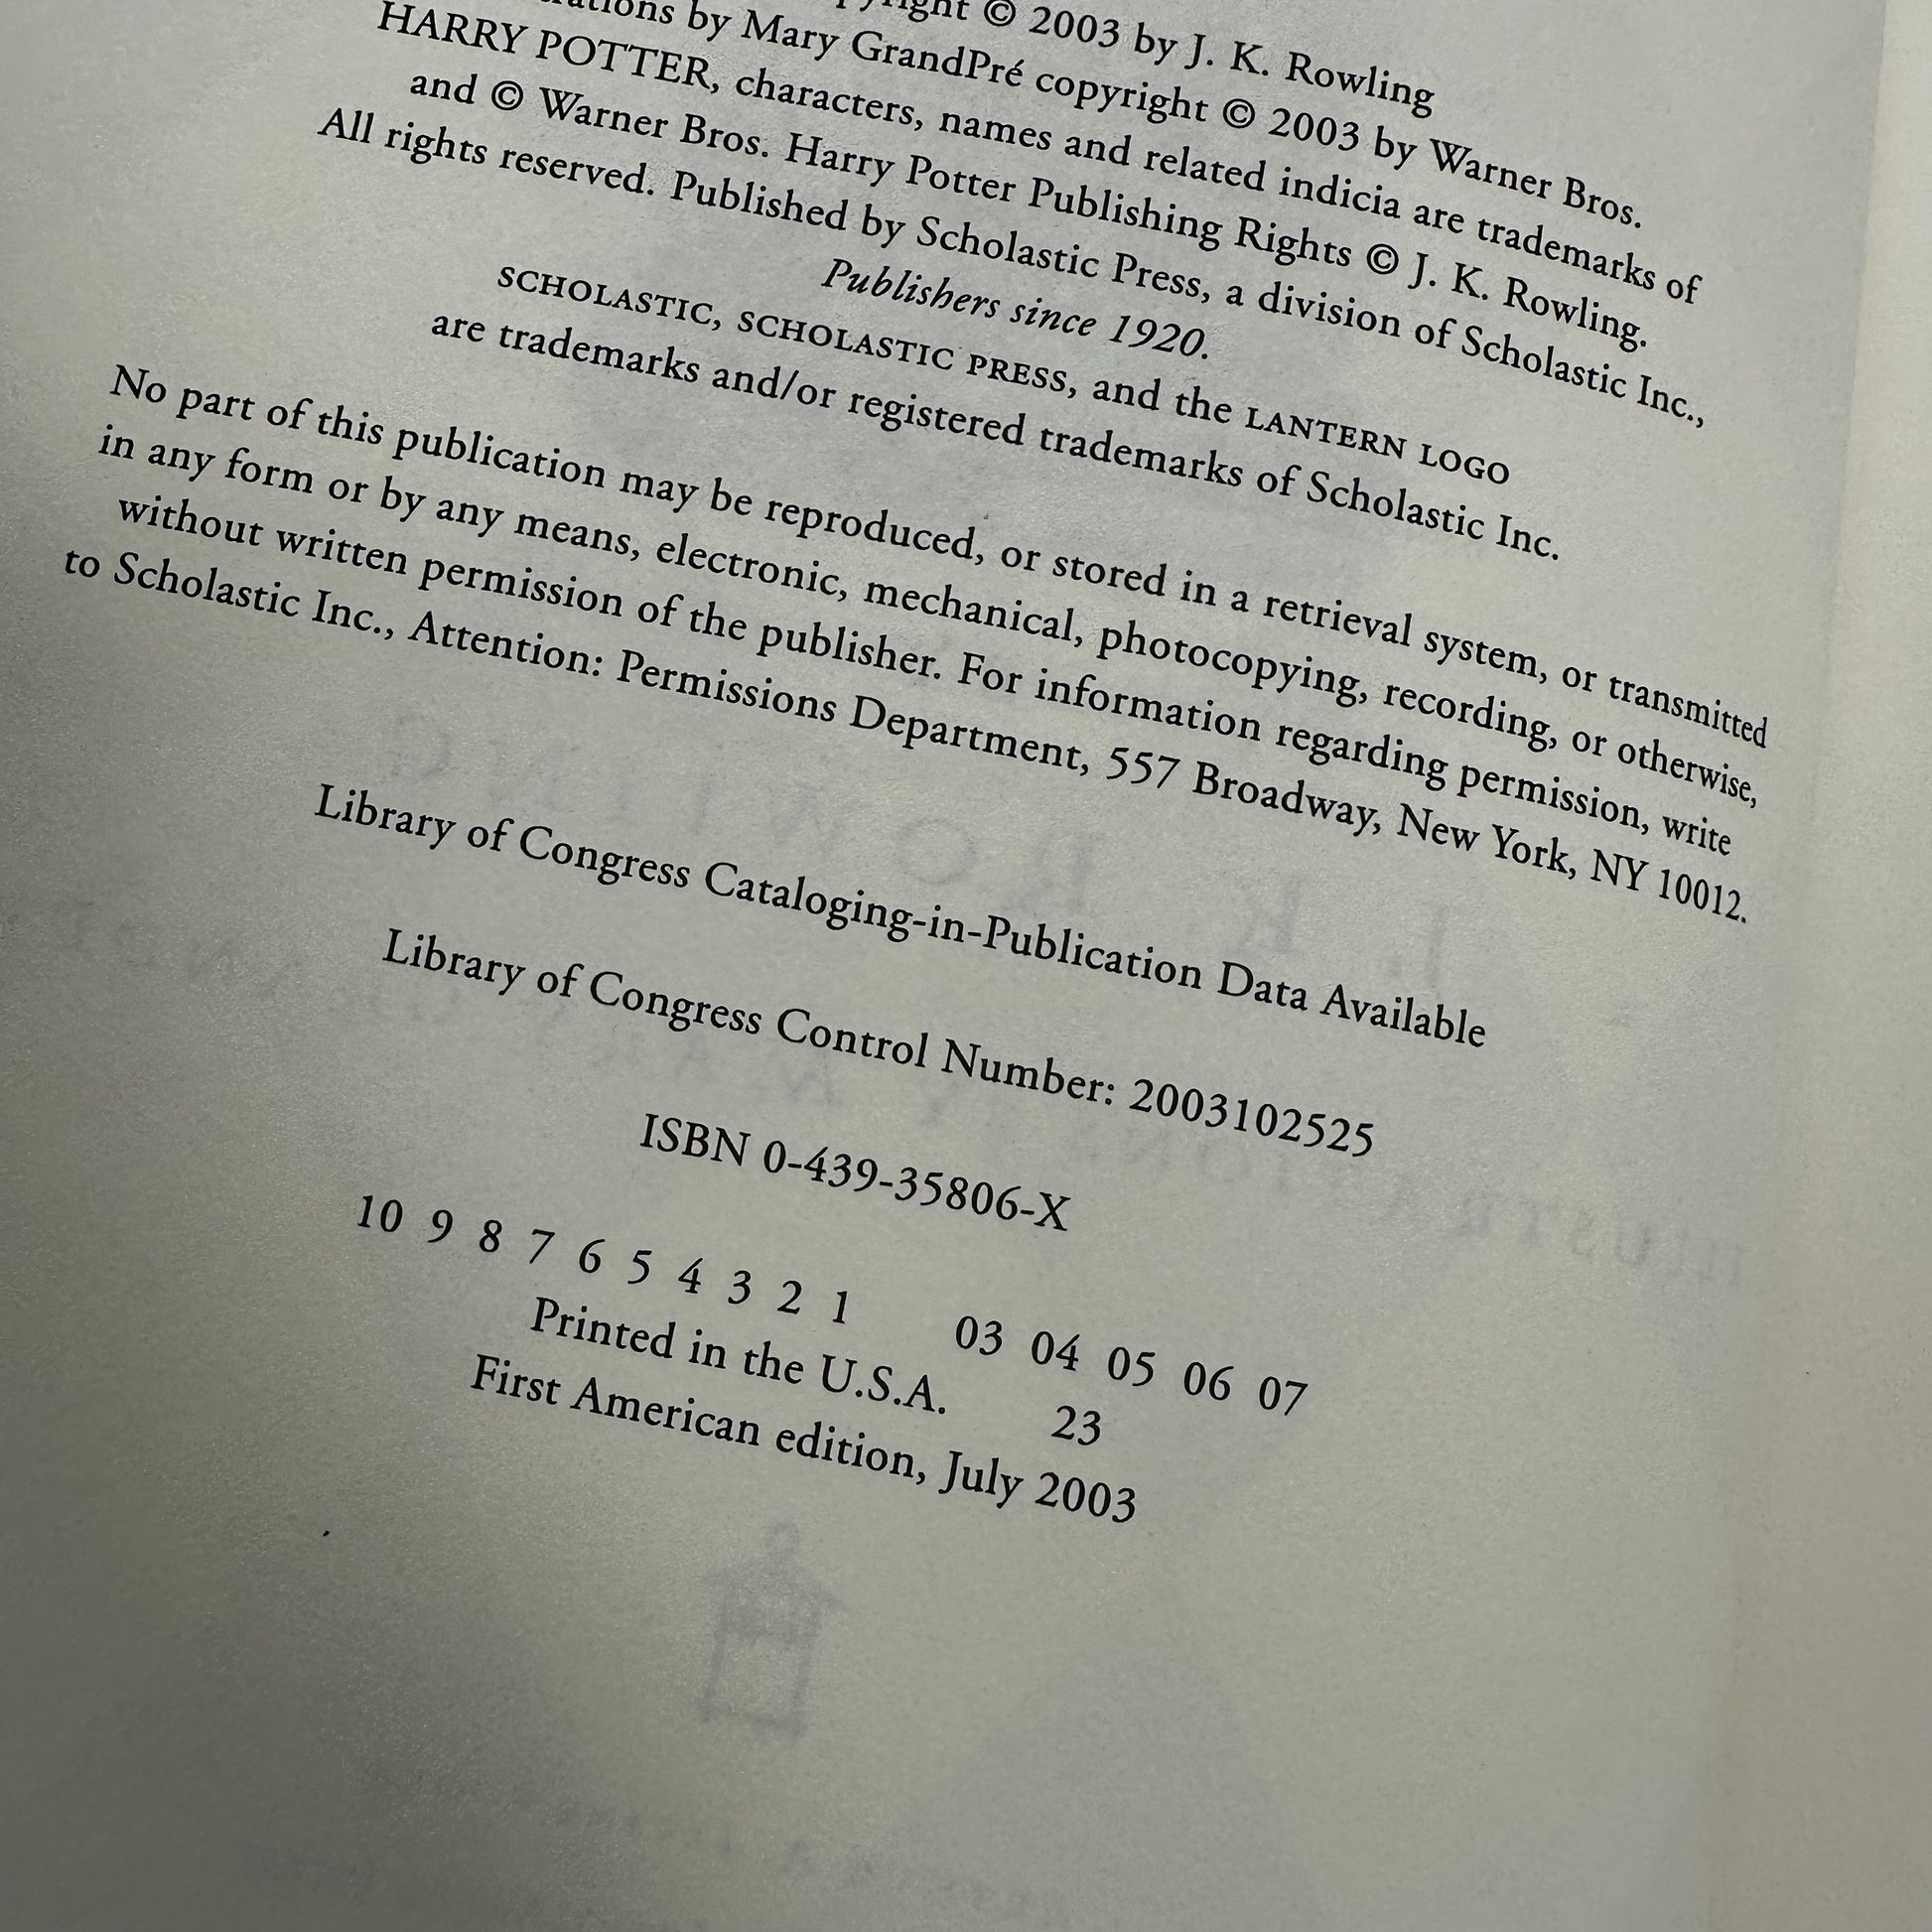 © 2003 by J. K. Rowling
by Mary GrandPré copyright © 2003 by Warner Bros.
HARRY POTTER, characters, names and related indicia are trademarks of
and © Warner Bros. Harry Potter Publishing Rights © J. K. Rowling.
All rights reserved. Published by Scholastic Press, a division of Scholastic Inc.,
Publishers since 1920.
SCHOLASTIC, SCHOLASTIC PRESS, and the LANTERN LOGO
are trademarks and/or registered trademarks of Scholastic Inc.
No part of this publication may be reproduced, or stored in a retrieval system, or transmitted
in any form or by any means, electronic, mechanical, photocopying, recording, or otherwise,
without written permission of the publisher. For information regarding permission, write
to Scholastic Inc., Attention: Permissions Department, 557 Broadway, New York, NY 10012.
Library of Congress Cataloging-in-Publication Data Available
Library of Congress Control Number: 2003102525
ISBN 0-439-35806-X
10 9 8 7 6 5 4 3 2 1 03 04 05 06 07
Printed in the U.S.A. 23
First American edition, July 2003